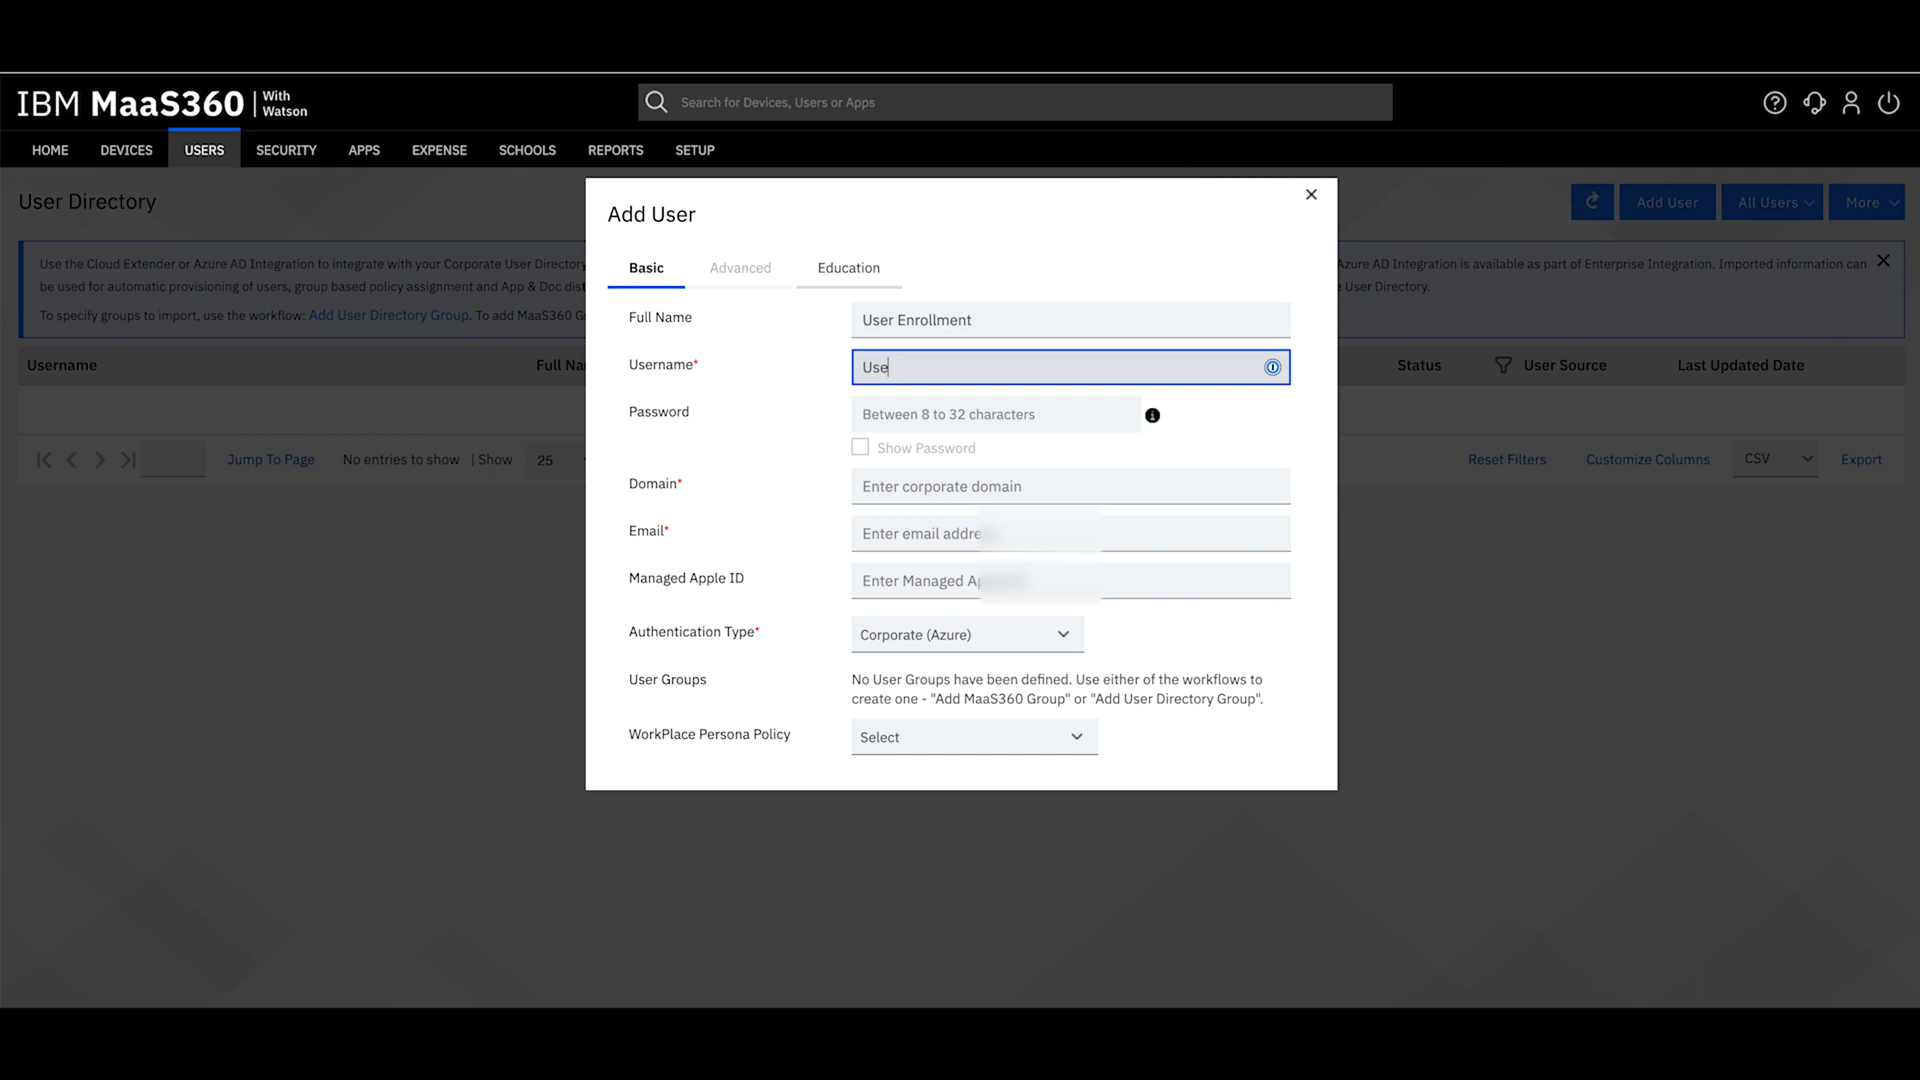 IBM MaaS360 | With Watson
Search for Devices, Users or Apps
HOME DEVICES USERS SECURITY APPS EXPENSE SCHOOLS REPORTS SETUP
User Directory
Add User All Users More
Use the Cloud Extender or Azure AD Integration to integrate with your Corporate User Directory Azure AD Integration is available as part of Enterprise Integration. Imported information can
be used for automatic provisioning of users, group based policy assignment and App & Doc User Directory.
To specify groups to import, use the workflow: Add User Directory Group. To add MaaS360
Username Full Status User Source Last Updated Date
Jump To Page No entries to show | Show 25 Reset Filters Customize Columns CSV Export
Add User
Basic Advanced Education
Full Name User Enrollment
Username* Use
Password Between 8 to 32 characters
Show Password
Domain* Enter corporate domain
Email* Enter email
Managed Apple ID Enter Managed
Authentication Type* Corporate (Azure)
User Groups No User Groups have been defined. Use either of the workflows to
create one - "Add MaaS360 Group" or "Add User Directory Group".
WorkPlace Persona Policy Select